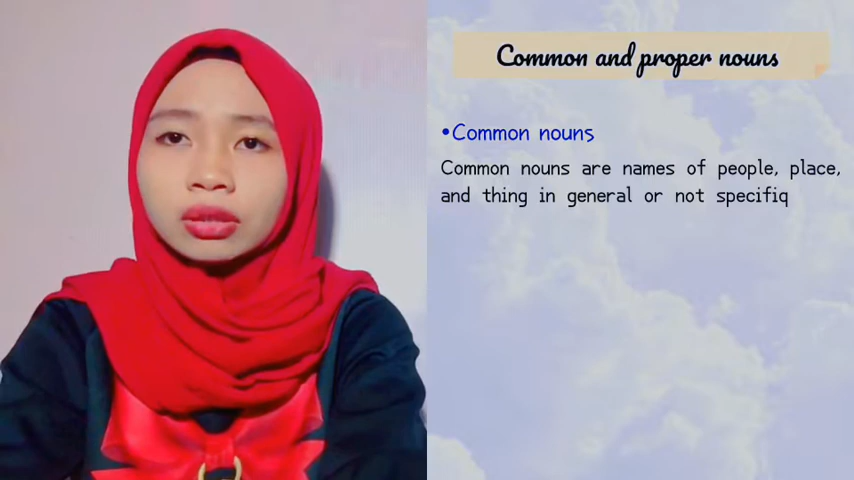 Common and proper nouns
•Common nouns
Common nouns are names of people, place,
and thing in general or not specifiq